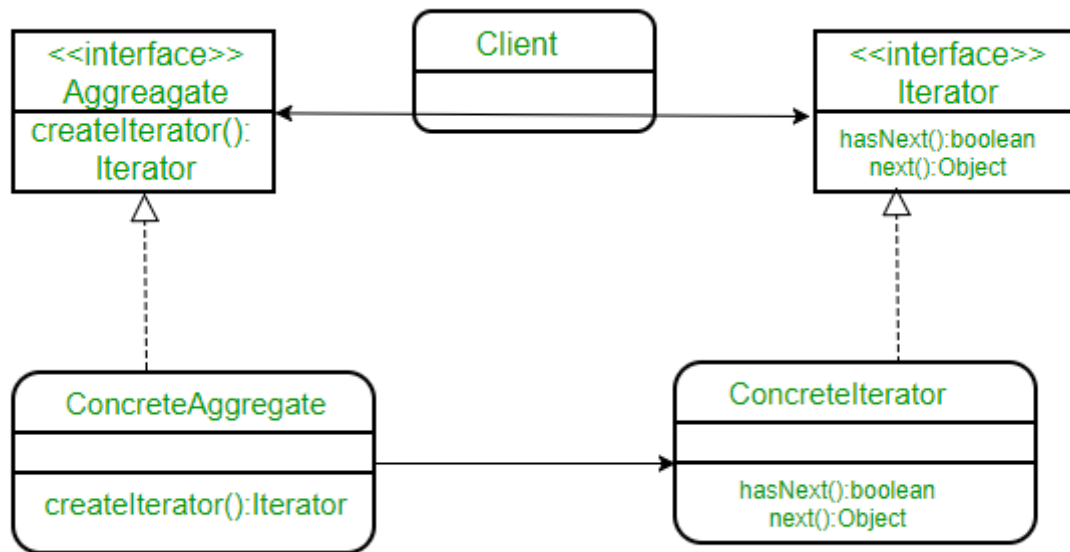 <<interface>>
Aggreagate
createIterator():
Iterator
Client
<<interface>>
Iterator
hasNext():boolean
next():Object
ConcreteAggregate
createIterator():Iterator
ConcreteIterator
hasNext():boolean
next():Object